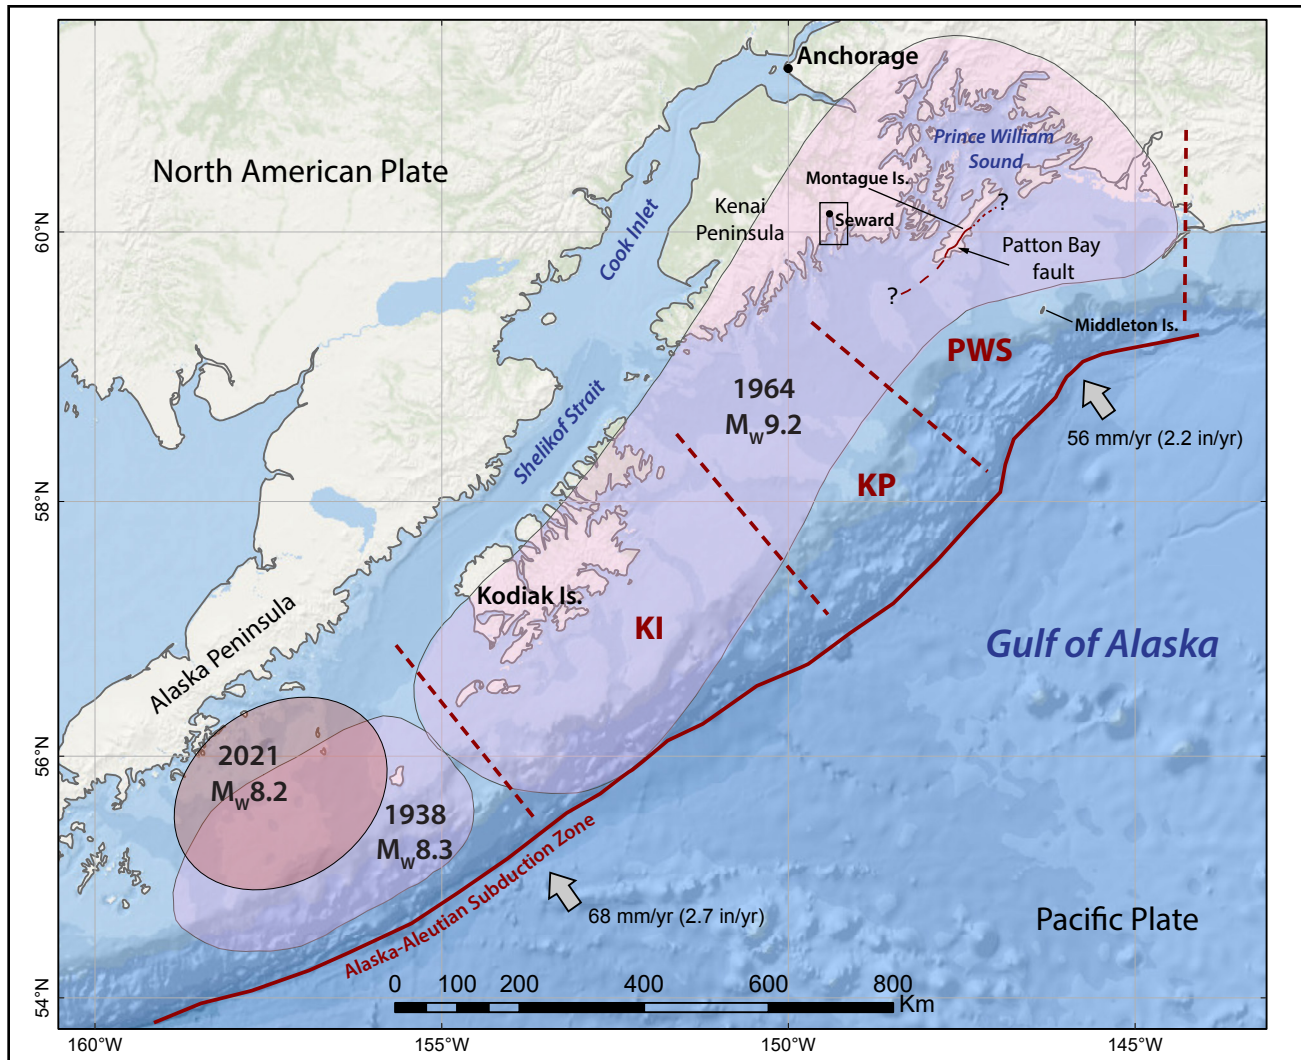 Anchorage
North American Plate
Prince William
Sound
Montague Is.
?
Kenai
Peninsula
Seward
Cook Inlet
Patton Bay
fault
?
Middleton Is.
PWS
1964
MW9.2
56 mm/yr (2.2 in/yr)
Shelikof Strait
KP
Kodiak Is.
KI
Gulf of Alaska
Alaska Peninsula
2021
MW8.2
1938
MW8.3
Alaska-Aleutian Subduction Zone
68 mm/yr (2.7 in/yr)
Pacific Plate
0 100 200 400 600 800
Km
60°N
58°N
56°N
54°N
160°W 155°W 150°W 145°W